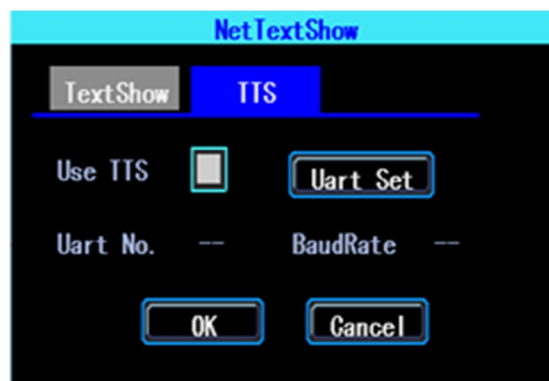 NetTextShow
TextShow TTS
Use TTS Uart Set
Uart No. -- BaudRate --
OK Cancel